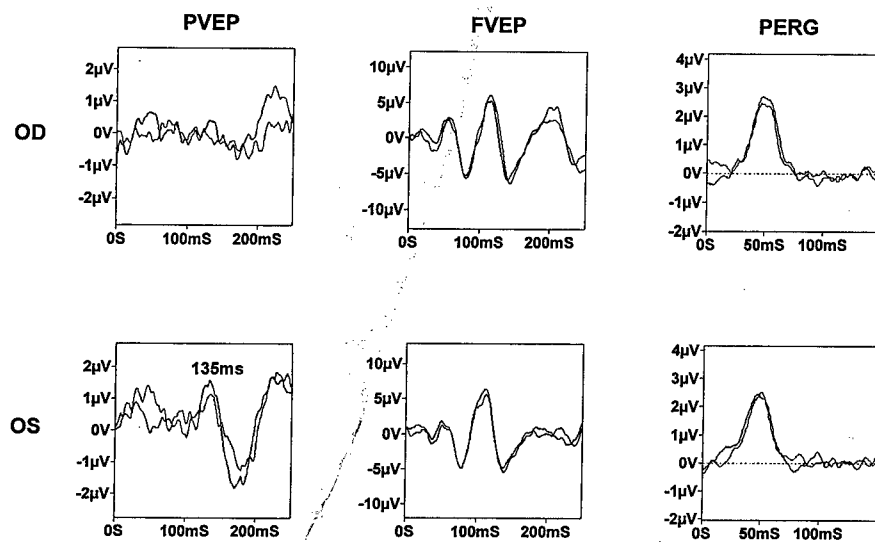 PVEP FVEP PERG
OD
2µV
1µV
0V
-1µV
-2µV
0S 100mS 200mS
10µV
5µV
0V
-5µV
-10µV
0S 100mS 200mS
4µV
3µV
2µV
1µV
0V
-1µV
-2µV
0S 50mS 100mS
OS
2µV
1µV
0V
-1µV
-2µV
135ms
0S 100mS 200mS
10µV
5µV
0V
-5µV
-10µV
0S 100mS 200mS
4µV
3µV
2µV
1µV
0V
-1µV
-2µV
0S 50mS 100mS